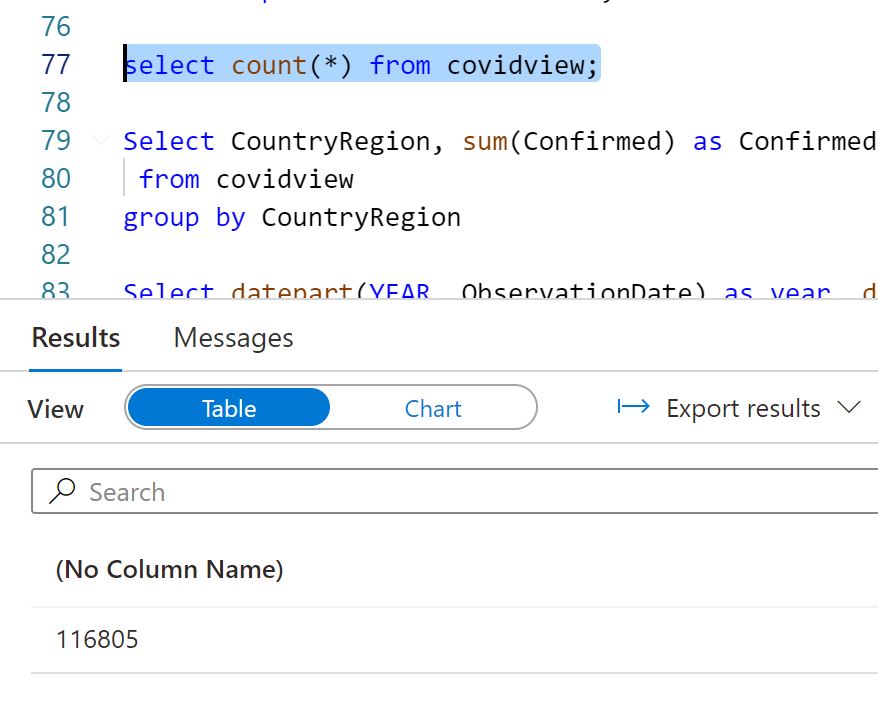 76
77 select count(*) from covidview;
78
79 Select CountryRegion, sum(Confirmed) as Confirmed
80 from covidview
81 group by CountryRegion
82
83 Select datepart(YEAR, ObservationDate) as year, d
Results Messages
View Table Chart Export results
Search
(No Column Name)
116805